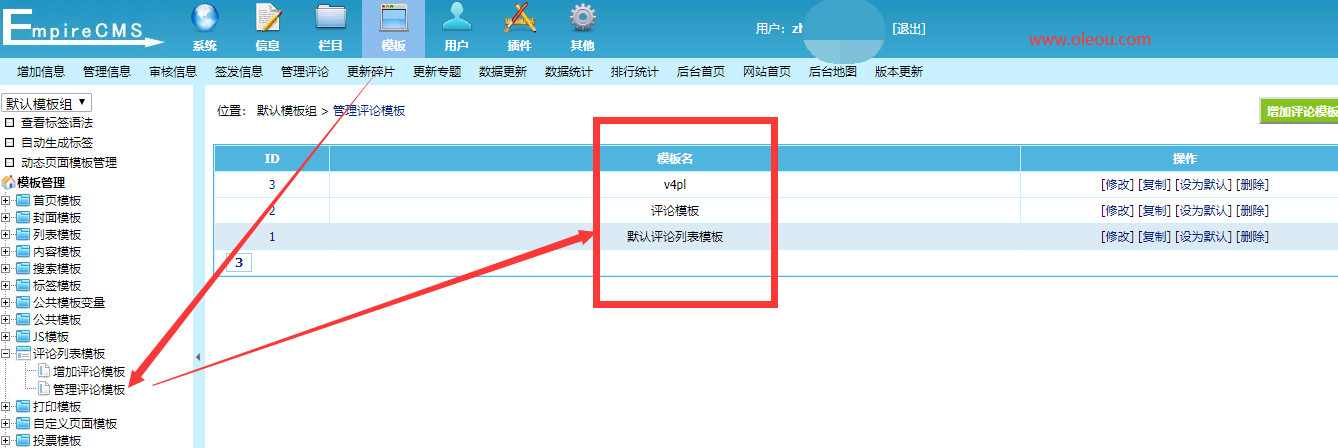 EmpireCMS
系统 信息 栏目 模板 用户 插件 其他
用户：zh [退出]
www.oleou.com
增加信息 管理信息 审核信息 签发信息 管理评论 更新碎片 更新专题 数据更新 数据统计 排行统计 后台首页 网站首页 后台地图 版本更新
默认模板组
查看标签语法
自动生成标签
动态页面模板管理
模板管理
首页模板
封面模板
列表模板
内容模板
搜索模板
标签模板
公共模板变量
公共模板
JS模板
评论列表模板
增加评论模板
管理评论模板
打印模板
自定义页面模板
投票模板
位置： 默认模板组 > 管理评论模板
增加评论模板
ID 模板名 操作
3 v4pl [修改] [复制] [设为默认] [删除]
2 评论模板 [修改] [复制] [设为默认] [删除]
1 默认评论列表模板 [修改] [复制] [设为默认] [删除]
3